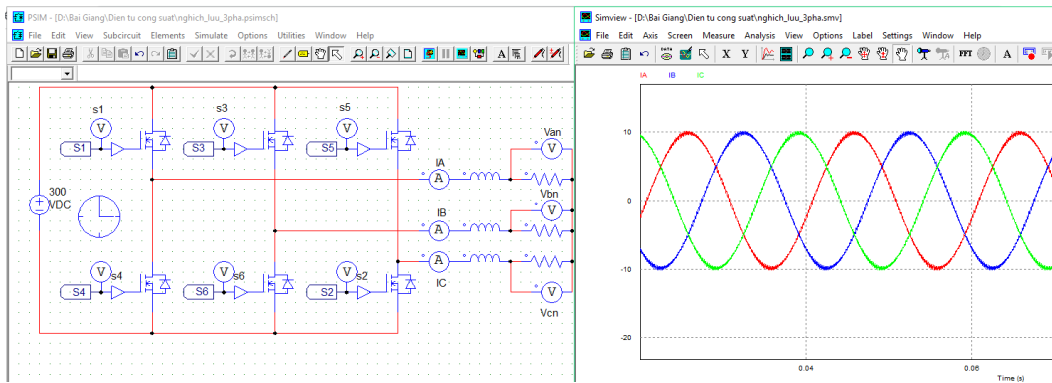 PSIM - [D:\Bai Giang\Dien tu cong suat\nghich_luu_3pha.psimsch]
File Edit View Subcircuit Elements Simulate Options Utilities Window Help
s1
s3
s5
V
V
V
S1
S3
S5
Van
V
IA
A
300
VDC
Vbn
V
IB
A
s4
s6
s2
V
V
V
A
IC
S4
S6
S2
V
Vcn
Simview - [D:\Bai Giang\Dien tu cong suat\nghich_luu_3pha.smv]
File Edit Axis Screen Measure Analysis View Options Label Settings Window Help
DATA
X Y
FFT
A
IA IB IC
10
0
-10
-20
0.04
0.06
Time (s)